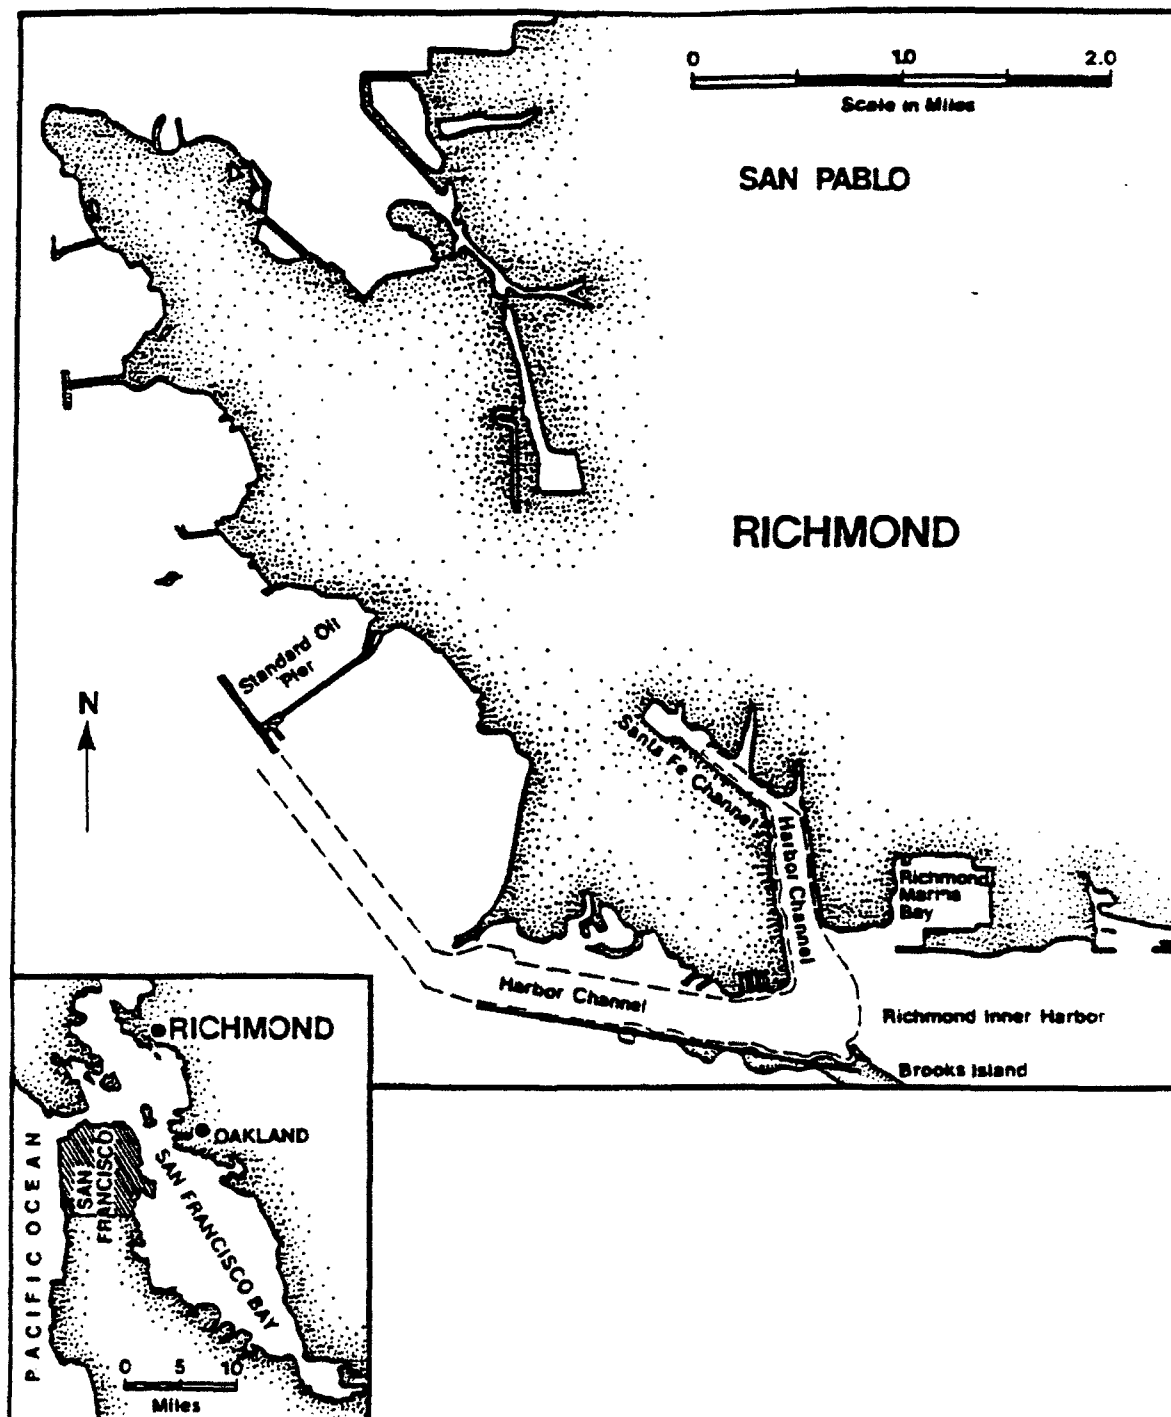 0 1.0 2.0
Scale in Miles
SAN PABLO
RICHMOND
Standard Oil
Pier
N
Santa Fe Channel
Harbor Channel
Richmond
Marina
Bay
Harbor Channel
Richmond Inner Harbor
Brooks Island
RICHMOND
OAKLAND
SAN
FRANCISCO
SAN FRANCISCO BAY
PACIFIC OCEAN
0 5 10
Miles